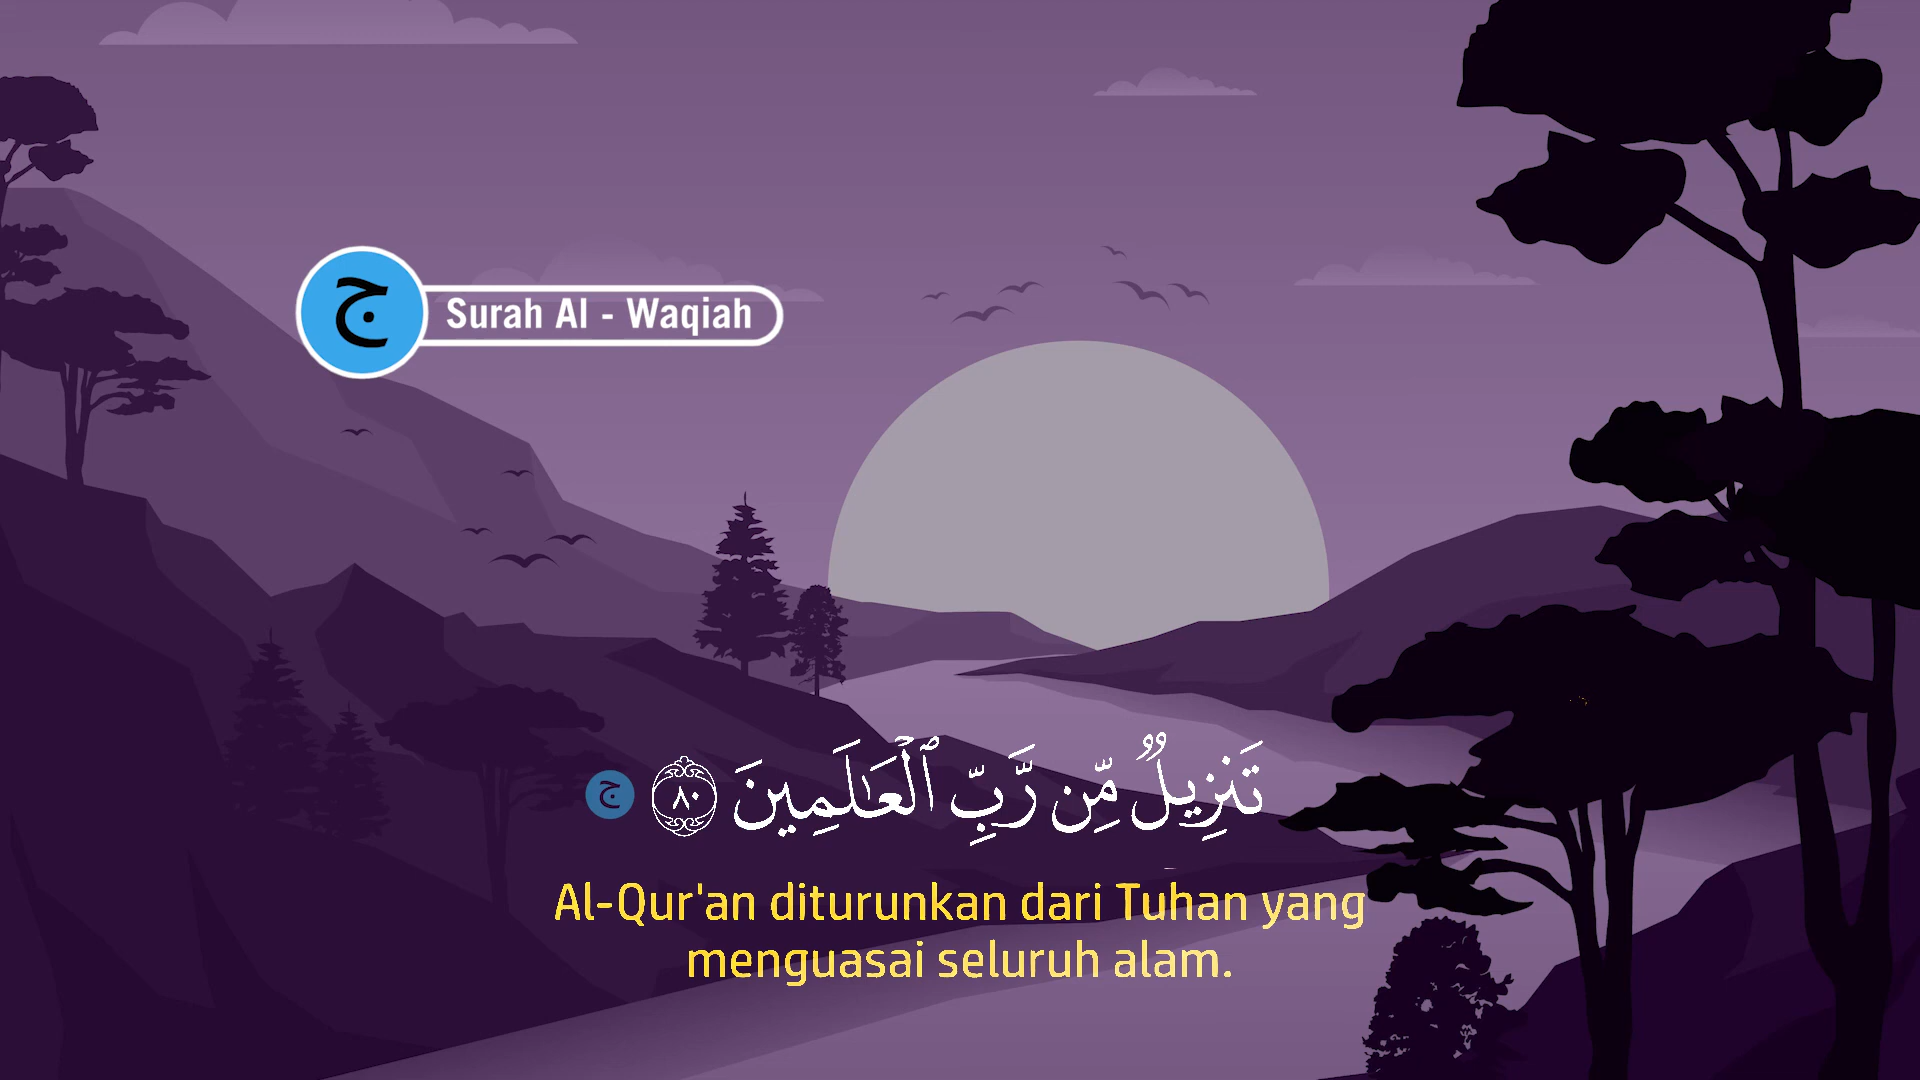 ج
Surah Al - Waqiah
تَنزِيلٌ مِّن رَّبِّ ٱلْعَـٰلَمِينَ ٨٠ ج
Al-Qur'an diturunkan dari Tuhan yang
menguasai seluruh alam.